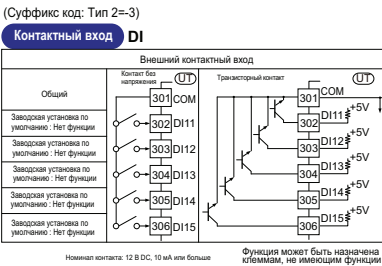 (Суффикс код: Тип 2=-3)
Контактный вход DI
Внешний контактный вход
Общий
Контакт без
напряжения
UT
Транзисторный контакт
UT
301 COM
301 COM
Заводская установка по
умолчанию : Нет функции
302 DI11
302 DI11 +5V
Заводская установка по
умолчанию : Нет функции
303 DI12
303 DI12 +5V
Заводская установка по
умолчанию : Нет функции
304 DI13
304 DI13 +5V
Заводская установка по
умолчанию : Нет функции
305 DI14
305 DI14 +5V
Заводская установка по
умолчанию : Нет функции
306 DI15
306 DI15 +5V
Номинал контакта: 12 В DC, 10 мА или больше
Функция может быть назначена
клеммам, не имеющим функции